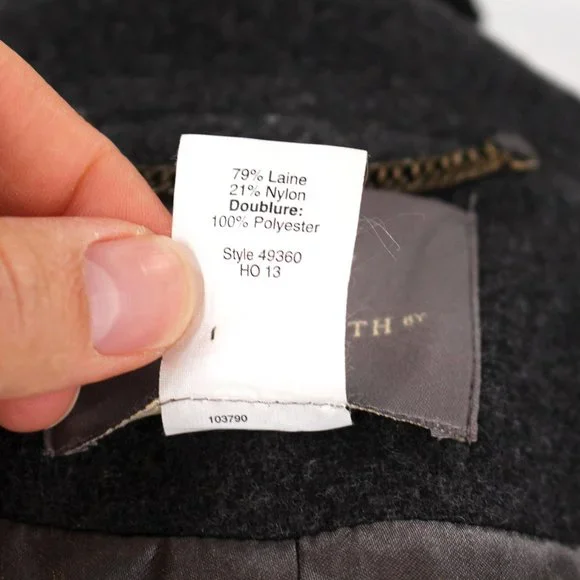 79% Laine
21% Nylon
Doublure:
100% Polyester
Style 49360
HO 13
TH BY
103790